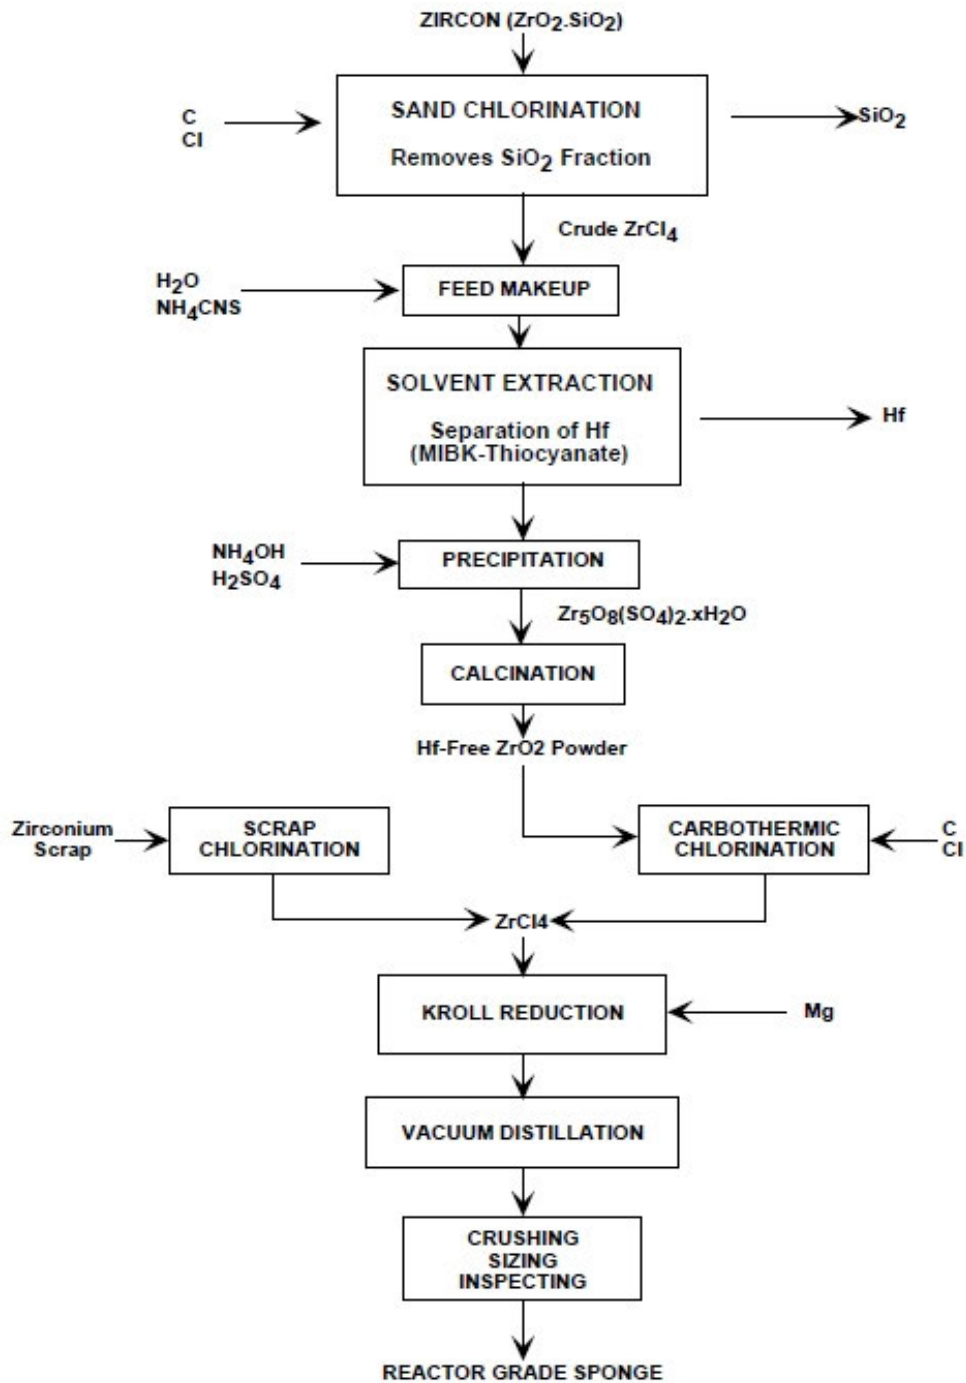 ZIRCON (ZrO2.SiO2)
C
Cl
SAND CHLORINATION
Removes SiO2 Fraction
SiO2
Crude ZrCl4
H2O
NH4CNS
FEED MAKEUP
SOLVENT EXTRACTION
Separation of Hf
(MIBK-Thiocyanate)
Hf
NH4OH
H2SO4
PRECIPITATION
Zr5O8(SO4)2.xH2O
CALCINATION
Hf-Free ZrO2 Powder
Zirconium
Scrap
SCRAP
CHLORINATION
CARBOTHERMIC
CHLORINATION
C
Cl
ZrCl4
KROLL REDUCTION
Mg
VACUUM DISTILLATION
CRUSHING
SIZING
INSPECTING
REACTOR GRADE SPONGE